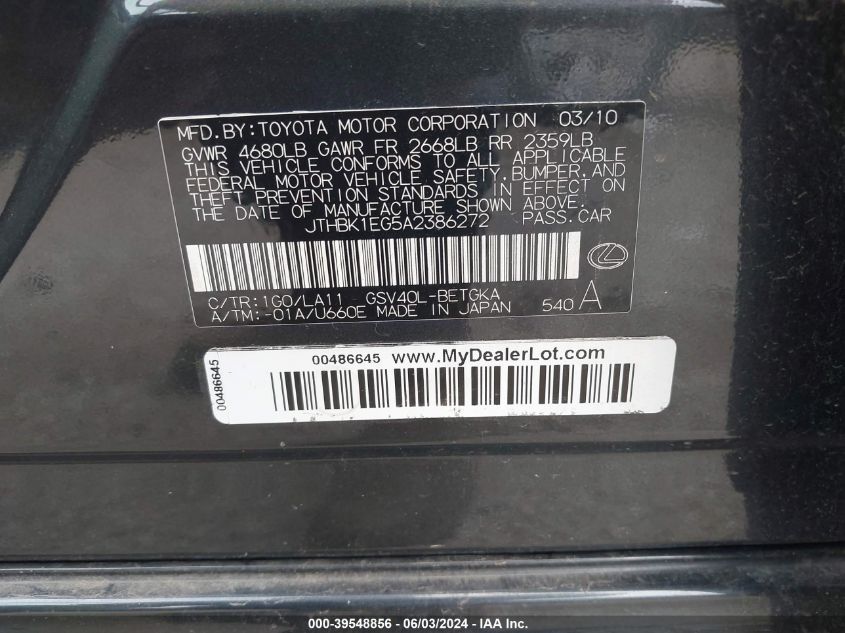 MFD.BY:TOYOTA MOTOR CORPORATION 03/10
GVWR 4680LB GAWR FR 2668LB RR 2359LB
THIS VEHICLE CONFORMS TO ALL APPLICABLE
FEDERAL MOTOR VEHICLE SAFETY,BUMPER,AND
THEFT PREVENTION STANDARDS IN EFFECT ON
THE DATE OF MANUFACTURE SHOWN ABOVE.
JTHBK1EG5A2386272 PASS.CAR
C/TR:1G0/LA11 GSV40L-BETGKA
A/TM:-01A/U660E MADE IN JAPAN 540 A
00486645 www.MyDealerLot.com
00486645
000-39548856 - 06/03/2024 - IAA Inc.